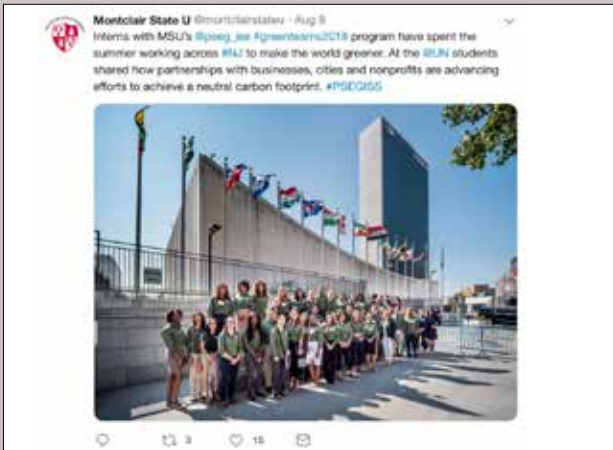 Montclair State U @montclairstateu · Aug 9
Interns with MSU's @pseg_iss #greenteams2018 program have spent the
summer working across #NJ to make the world greener. At the @UN students
shared how partnerships with businesses, cities and nonprofits are advancing
efforts to achieve a neutral carbon footprint. #PSEGISS
3 15